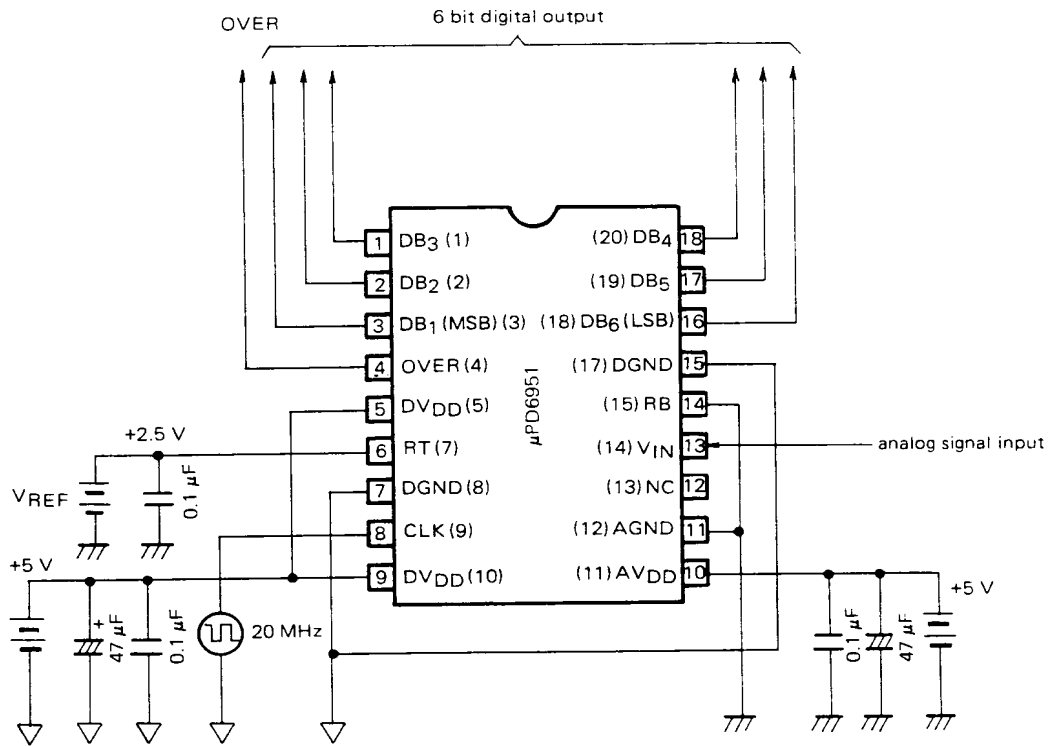 OVER
6 bit digital output
1 DB3 (1)
(20) DB4 18
2 DB2 (2)
(19) DB5 17
3 DB1 (MSB) (3)
(18) DB6 (LSB) 16
4 OVER (4)
(17) DGND 15
5 DVDD (5)
(15) RB 14
6 RT (7)
(14) VIN 13
7 DGND (8)
(13) NC 12
8 CLK (9)
(12) AGND 11
9 DVDD (10)
(11) AVDD 10
μPD6951
analog signal input
+2.5 V
VREF
0.1 μF
+5 V
+
47 μF
0.1 μF
20 MHz
0.1 μF
47 μF
+5 V